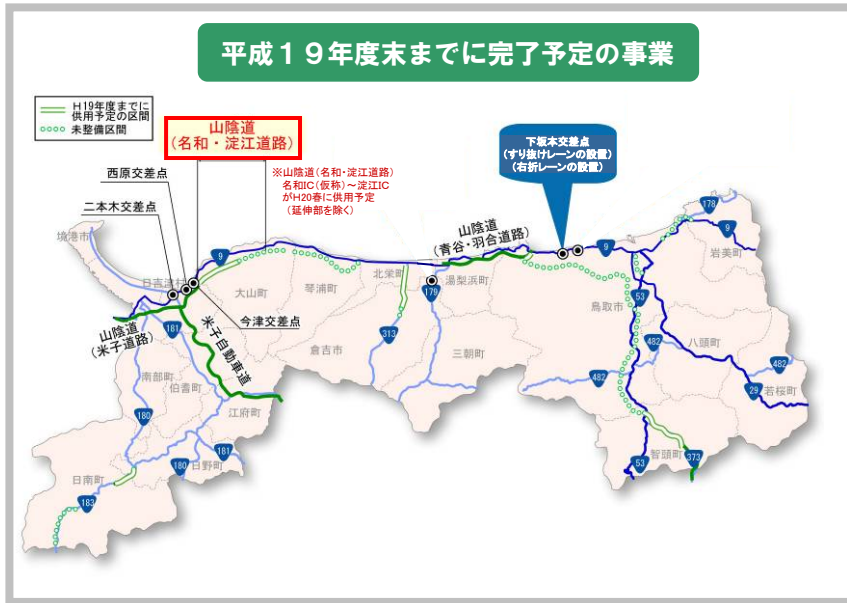 平成19年度末までに完了予定の事業
H19年度までに
供用予定の区間
未整備区間
山陰道
(名和・淀江道路)
※山陰道(名和・淀江道路)
名和IC(仮称)～淀江IC
がH20春に供用予定
(延伸部を除く)
下坂本交差点
(すり抜けレーンの設置)
(右折レーンの設置)
西原交差点
二本木交差点
今津交差点
山陰道
(青谷・羽合道路)
山陰道
(米子道路)
米子自動車道
境港市
日吉津村
大山町
琴浦町
北栄町
湯梨浜町
倉吉市
三朝町
鳥取市
岩美町
八頭町
若桜町
智頭町
南部町
伯耆町
江府町
日野町
日南町
9
9
9
178
179
313
181
180
180
181
183
53
53
482
482
482
29
373